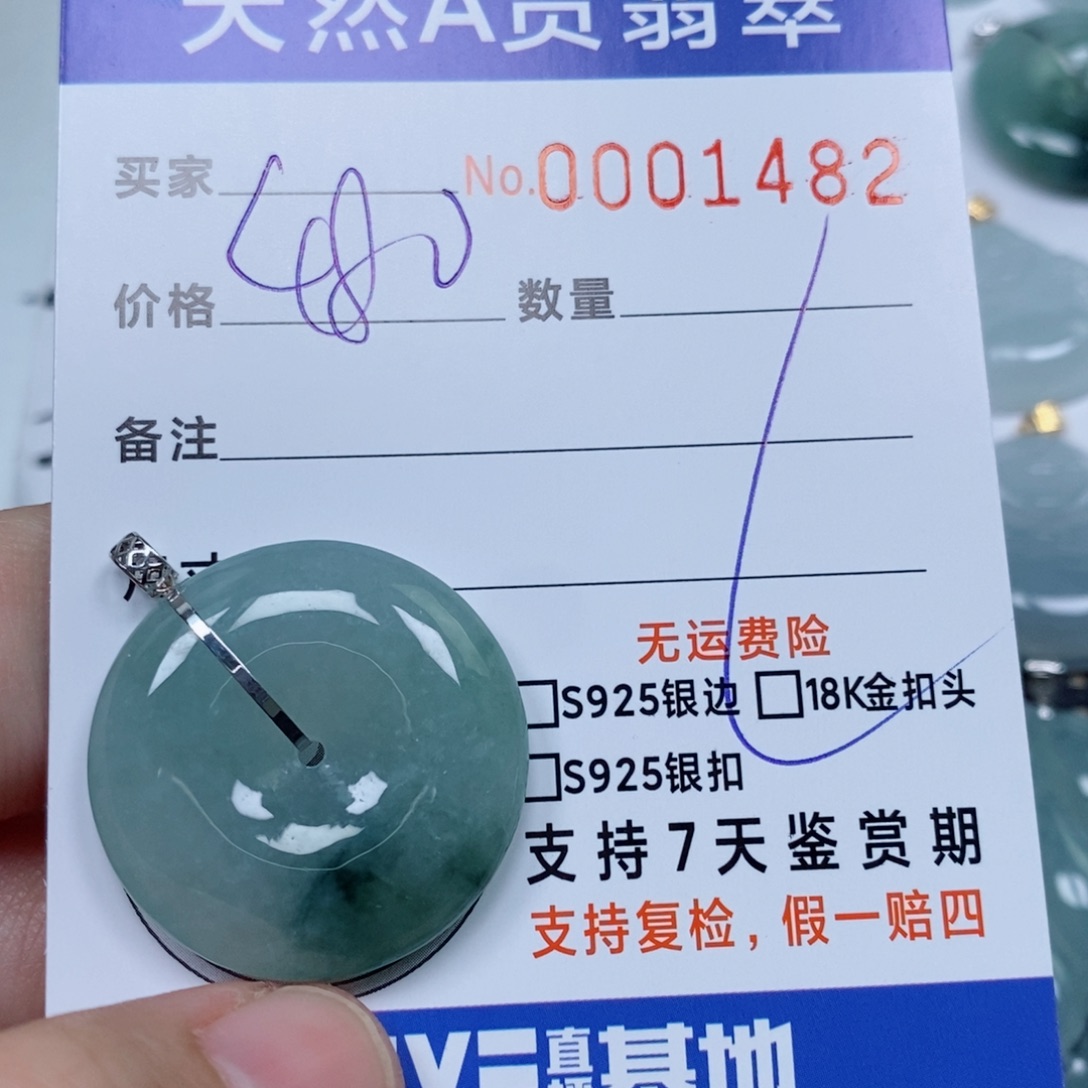 天然A货翡翠
买家 No.0001482
价格 数量
备注
无运费险
S925银边 18K金扣头
S925银扣
支持7天鉴赏期
支持复检，假一赔四
直播基地